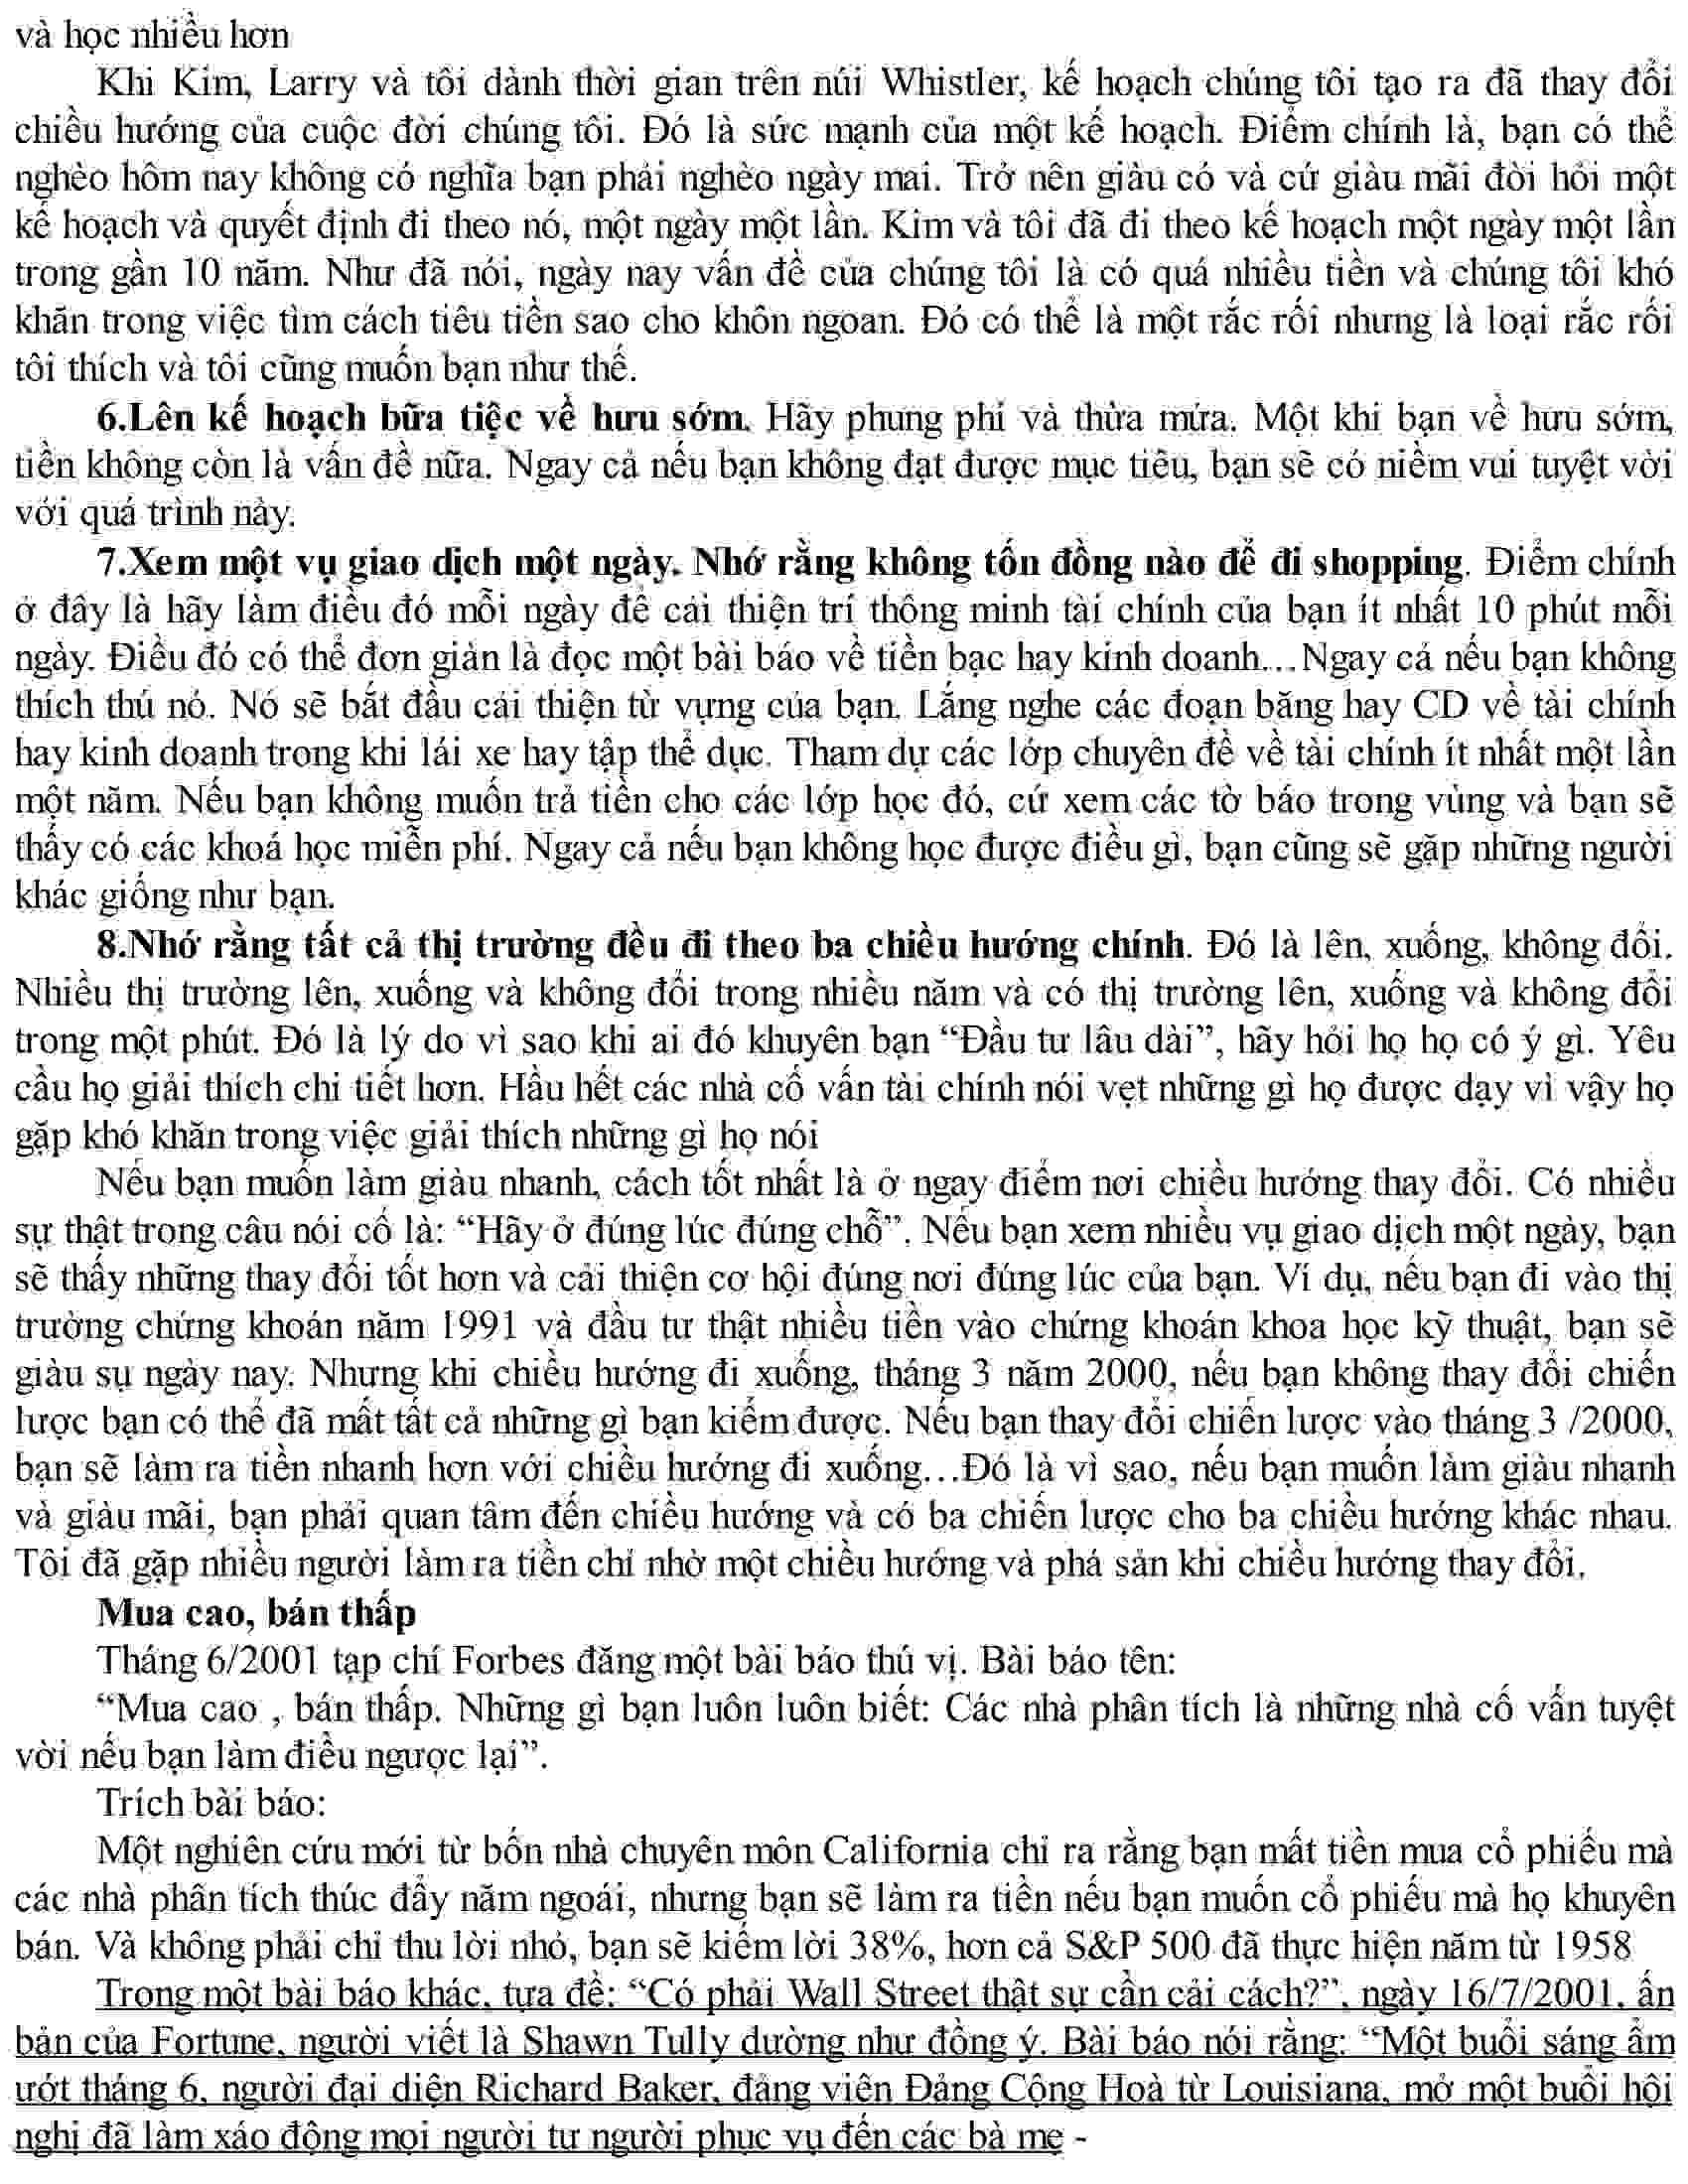 và học nhiều hơn
Khi Kim, Larry và tôi dành thời gian trên núi Whistler, kế hoạch chúng tôi tạo ra đã thay đổi
chiều hướng của cuộc đời chúng tôi. Đó là sức mạnh của một kế hoạch. Điểm chính là, bạn có thể
nghèo hôm nay không có nghĩa bạn phải nghèo ngày mai. Trở nên giàu có và cứ giàu mãi đòi hỏi một
kế hoạch và quyết định đi theo nó, một ngày một lần. Kim và tôi đã đi theo kế hoạch một ngày một lần
trong gần 10 năm. Như đã nói, ngày nay vấn đề của chúng tôi là có quá nhiều tiền và chúng tôi khó
khăn trong việc tìm cách tiêu tiền sao cho khôn ngoan. Đó có thể là một rắc rối nhưng là loại rắc rối
tôi thích và tôi cũng muốn bạn như thế.
6.Lên kế hoạch bữa tiệc về hưu sớm. Hãy phung phí và thừa mứa. Một khi bạn về hưu sớm,
tiền không còn là vấn đề nữa. Ngay cả nếu bạn không đạt được mục tiêu, bạn sẽ có niềm vui tuyệt vời
với quá trình này.
7.Xem một vụ giao dịch một ngày. Nhớ rằng không tốn đồng nào để đi shopping. Điểm chính
ở đây là hãy làm điều đó mỗi ngày để cải thiện trí thông minh tài chính của bạn ít nhất 10 phút mỗi
ngày. Điều đó có thể đơn giản là đọc một bài báo về tiền bạc hay kinh doanh...Ngay cả nếu bạn không
thích thú nó. Nó sẽ bắt đầu cải thiện từ vựng của bạn. Lắng nghe các đoạn băng hay CD về tài chính
hay kinh doanh trong khi lái xe hay tập thể dục. Tham dự các lớp chuyên đề về tài chính ít nhất một lần
một năm. Nếu bạn không muốn trả tiền cho các lớp học đó, cứ xem các tờ báo trong vùng và bạn sẽ
thấy có các khoá học miễn phí. Ngay cả nếu bạn không học được điều gì, bạn cũng sẽ gặp những người
khác giống như bạn.
8.Nhớ rằng tất cả thị trường đều đi theo ba chiều hướng chính. Đó là lên, xuống, không đổi.
Nhiều thị trường lên, xuống và không đổi trong nhiều năm và có thị trường lên, xuống và không đổi
trong một phút. Đó là lý do vì sao khi ai đó khuyên bạn “Đầu tư lâu dài”, hãy hỏi họ họ có ý gì. Yêu
cầu họ giải thích chi tiết hơn. Hầu hết các nhà cố vấn tài chính nói vẹt những gì họ được dạy vì vậy họ
gặp khó khăn trong việc giải thích những gì họ nói
Nếu bạn muốn làm giàu nhanh, cách tốt nhất là ở ngay điểm nơi chiều hướng thay đổi. Có nhiều
sự thật trong câu nói cổ là: “Hãy ở đúng lúc đúng chỗ”. Nếu bạn xem nhiều vụ giao dịch một ngày, bạn
sẽ thấy những thay đổi tốt hơn và cải thiện cơ hội đúng nơi đúng lúc của bạn. Ví dụ, nếu bạn đi vào thị
trường chứng khoán năm 1991 và đầu tư thật nhiều tiền vào chứng khoán khoa học kỹ thuật, bạn sẽ
giàu sụ ngày nay. Nhưng khi chiều hướng đi xuống, tháng 3 năm 2000, nếu bạn không thay đổi chiến
lược bạn có thể đã mất tất cả những gì bạn kiếm được. Nếu bạn thay đổi chiến lược vào tháng 3 /2000,
bạn sẽ làm ra tiền nhanh hơn với chiều hướng đi xuống...Đó là vì sao, nếu bạn muốn làm giàu nhanh
và giàu mãi, bạn phải quan tâm đến chiều hướng và có ba chiến lược cho ba chiều hướng khác nhau.
Tôi đã gặp nhiều người làm ra tiền chỉ nhờ một chiều hướng và phá sản khi chiều hướng thay đổi.
Mua cao, bán thấp
Tháng 6/2001 tạp chí Forbes đăng một bài báo thú vị. Bài báo tên:
“Mua cao , bán thấp. Những gì bạn luôn luôn biết: Các nhà phân tích là những nhà cố vấn tuyệt
vời nếu bạn làm điều ngược lại”.
Trích bài báo:
Một nghiên cứu mới từ bốn nhà chuyên môn California chỉ ra rằng bạn mất tiền mua cổ phiếu mà
các nhà phân tích thúc đẩy năm ngoái, nhưng bạn sẽ làm ra tiền nếu bạn muốn cổ phiếu mà họ khuyên
bán. Và không phải chỉ thu lời nhỏ, bạn sẽ kiếm lời 38%, hơn cả S&P 500 đã thực hiện năm từ 1958
Trong một bài báo khác, tựa đề: “Có phải Wall Street thật sự cần cải cách?”, ngày 16/7/2001, ấn
bản của Fortune, người viết là Shawn Tully dường như đồng ý. Bài báo nói rằng: “Một buổi sáng ẩm
ướt tháng 6, người đại diện Richard Baker, đảng viên Đảng Cộng Hoà từ Louisiana, mở một buổi hội
nghị đã làm xáo động mọi người từ người phục vụ đến các bà mẹ -